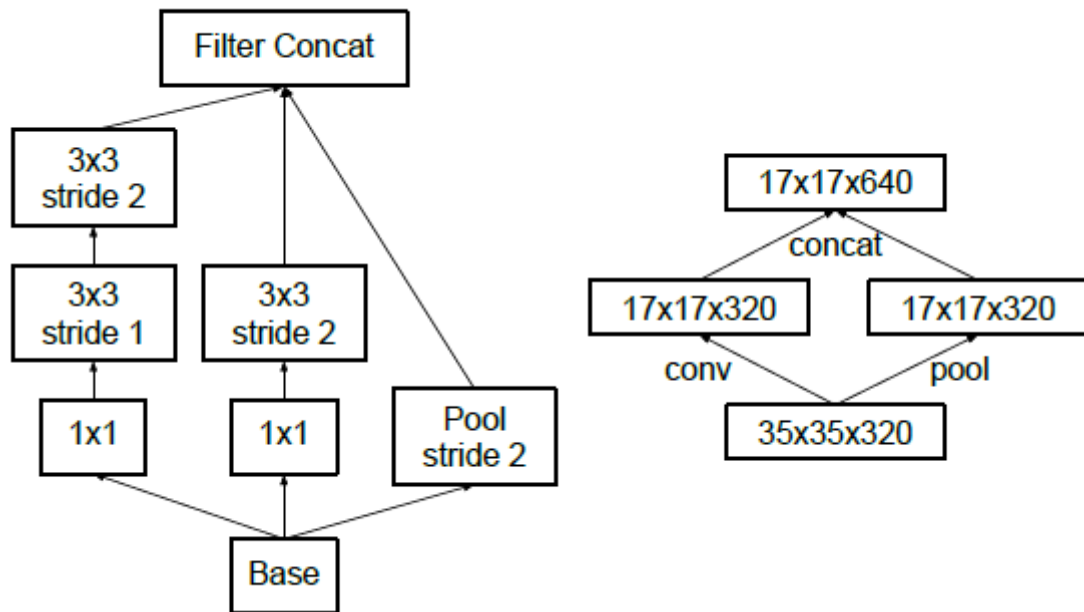 Filter Concat
3x3
stride 2
3x3
stride 1
3x3
stride 2
1x1
1x1
Pool
stride 2
Base
17x17x640
concat
17x17x320
17x17x320
conv
pool
35x35x320